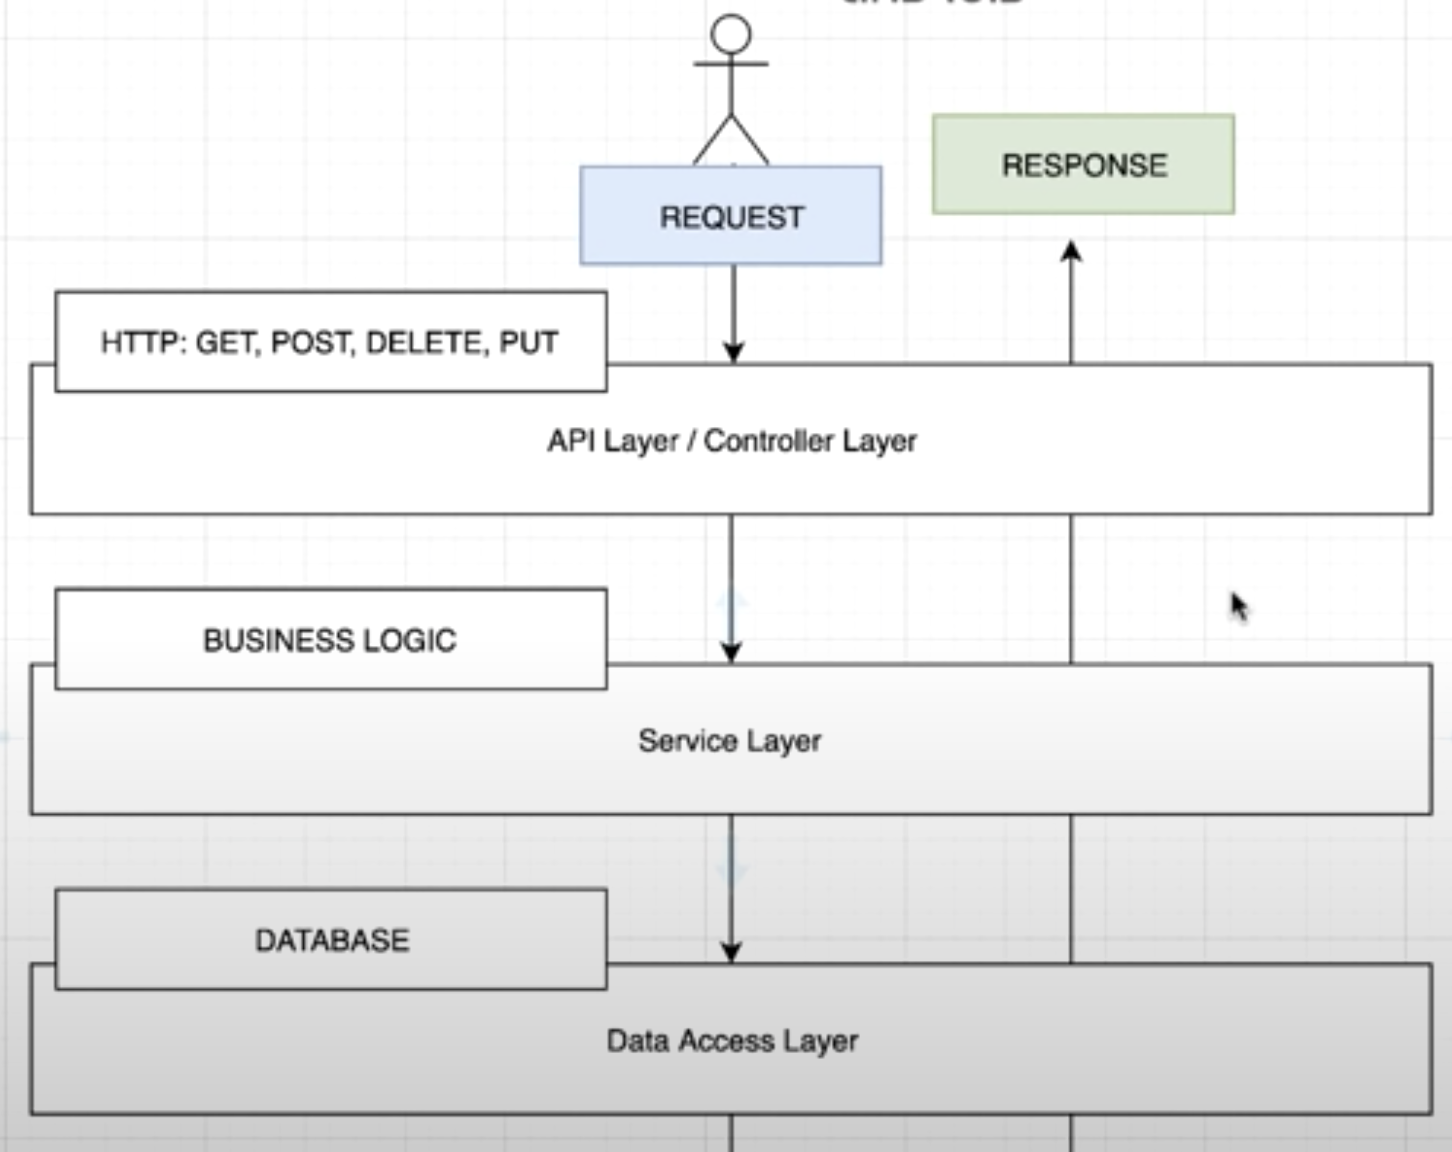 REQUEST
RESPONSE
HTTP: GET, POST, DELETE, PUT
API Layer / Controller Layer
BUSINESS LOGIC
Service Layer
DATABASE
Data Access Layer